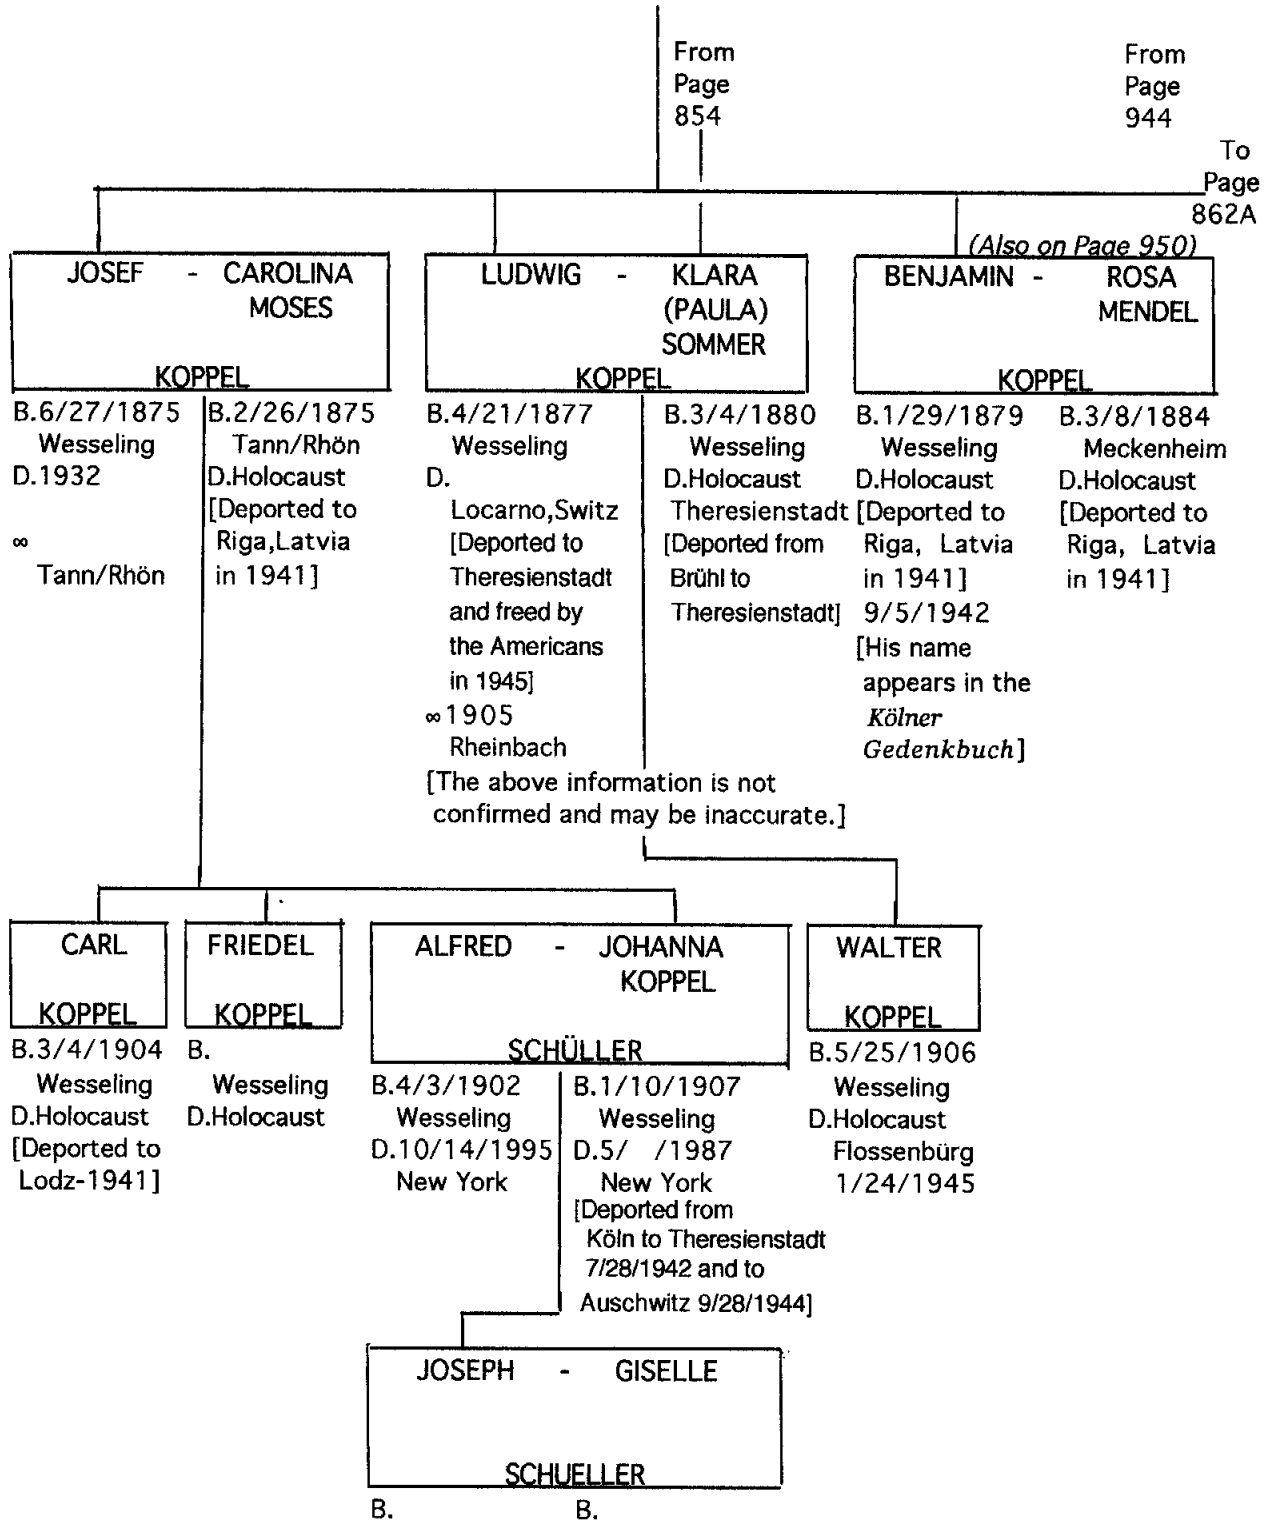 From
Page
854
From
Page
944
To
Page
862A
(Also on Page 950)
JOSEF - CAROLINA
MOSES
KOPPEL
B.6/27/1875
Wesseling
D.1932
∞
Tann/Rhön
B.2/26/1875
Tann/Rhön
D.Holocaust
[Deported to
Riga,Latvia
in 1941]
LUDWIG - KLARA
(PAULA)
SOMMER
KOPPEL
B.4/21/1877
Wesseling
D.
Locarno,Switz
[Deported to
Theresienstadt
and freed by
the Americans
in 1945]
∞1905
Rheinbach
B.3/4/1880
Wesseling
D.Holocaust
Theresienstadt
[Deported from
Brühl to
Theresienstadt]
[The above information is not
confirmed and may be inaccurate.]
BENJAMIN - ROSA
MENDEL
KOPPEL
B.1/29/1879
Wesseling
D.Holocaust
[Deported to
Riga, Latvia
in 1941]
9/5/1942
[His name
appears in the
Kölner
Gedenkbuch]
B.3/8/1884
Meckenheim
D.Holocaust
[Deported to
Riga, Latvia
in 1941]
CARL
KOPPEL
B.3/4/1904
Wesseling
D.Holocaust
[Deported to
Lodz-1941]
FRIEDEL
KOPPEL
B.
Wesseling
D.Holocaust
ALFRED - JOHANNA
KOPPEL
SCHÜLLER
B.4/3/1902
Wesseling
D.10/14/1995
New York
B.1/10/1907
Wesseling
D.5/ /1987
New York
[Deported from
Köln to Theresienstadt
7/28/1942 and to
Auschwitz 9/28/1944]
WALTER
KOPPEL
B.5/25/1906
Wesseling
D.Holocaust
Flossenbürg
1/24/1945
JOSEPH - GISELLE
SCHUELLER
B. B.